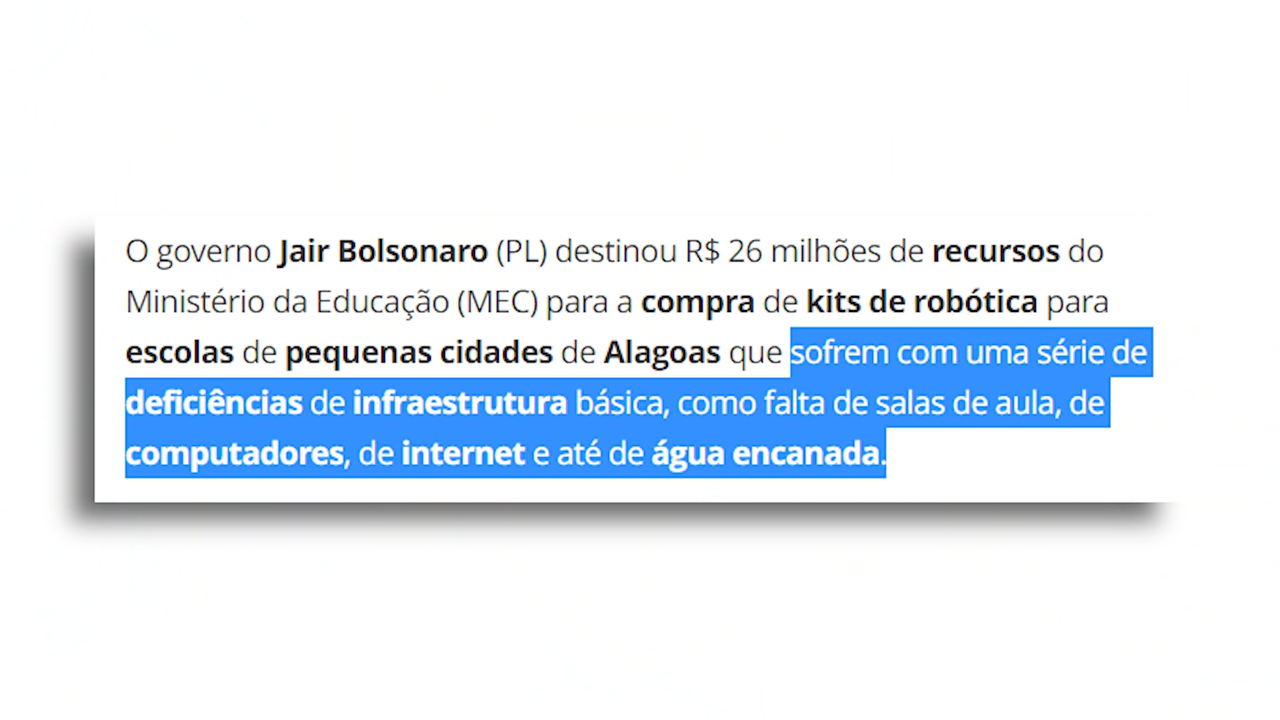 O governo Jair Bolsonaro (PL) destinou R$ 26 milhões de recursos do
Ministério da Educação (MEC) para a compra de kits de robótica para
escolas de pequenas cidades de Alagoas que sofrem com uma série de
deficiências de infraestrutura básica, como falta de salas de aula, de
computadores, de internet e até de água encanada.